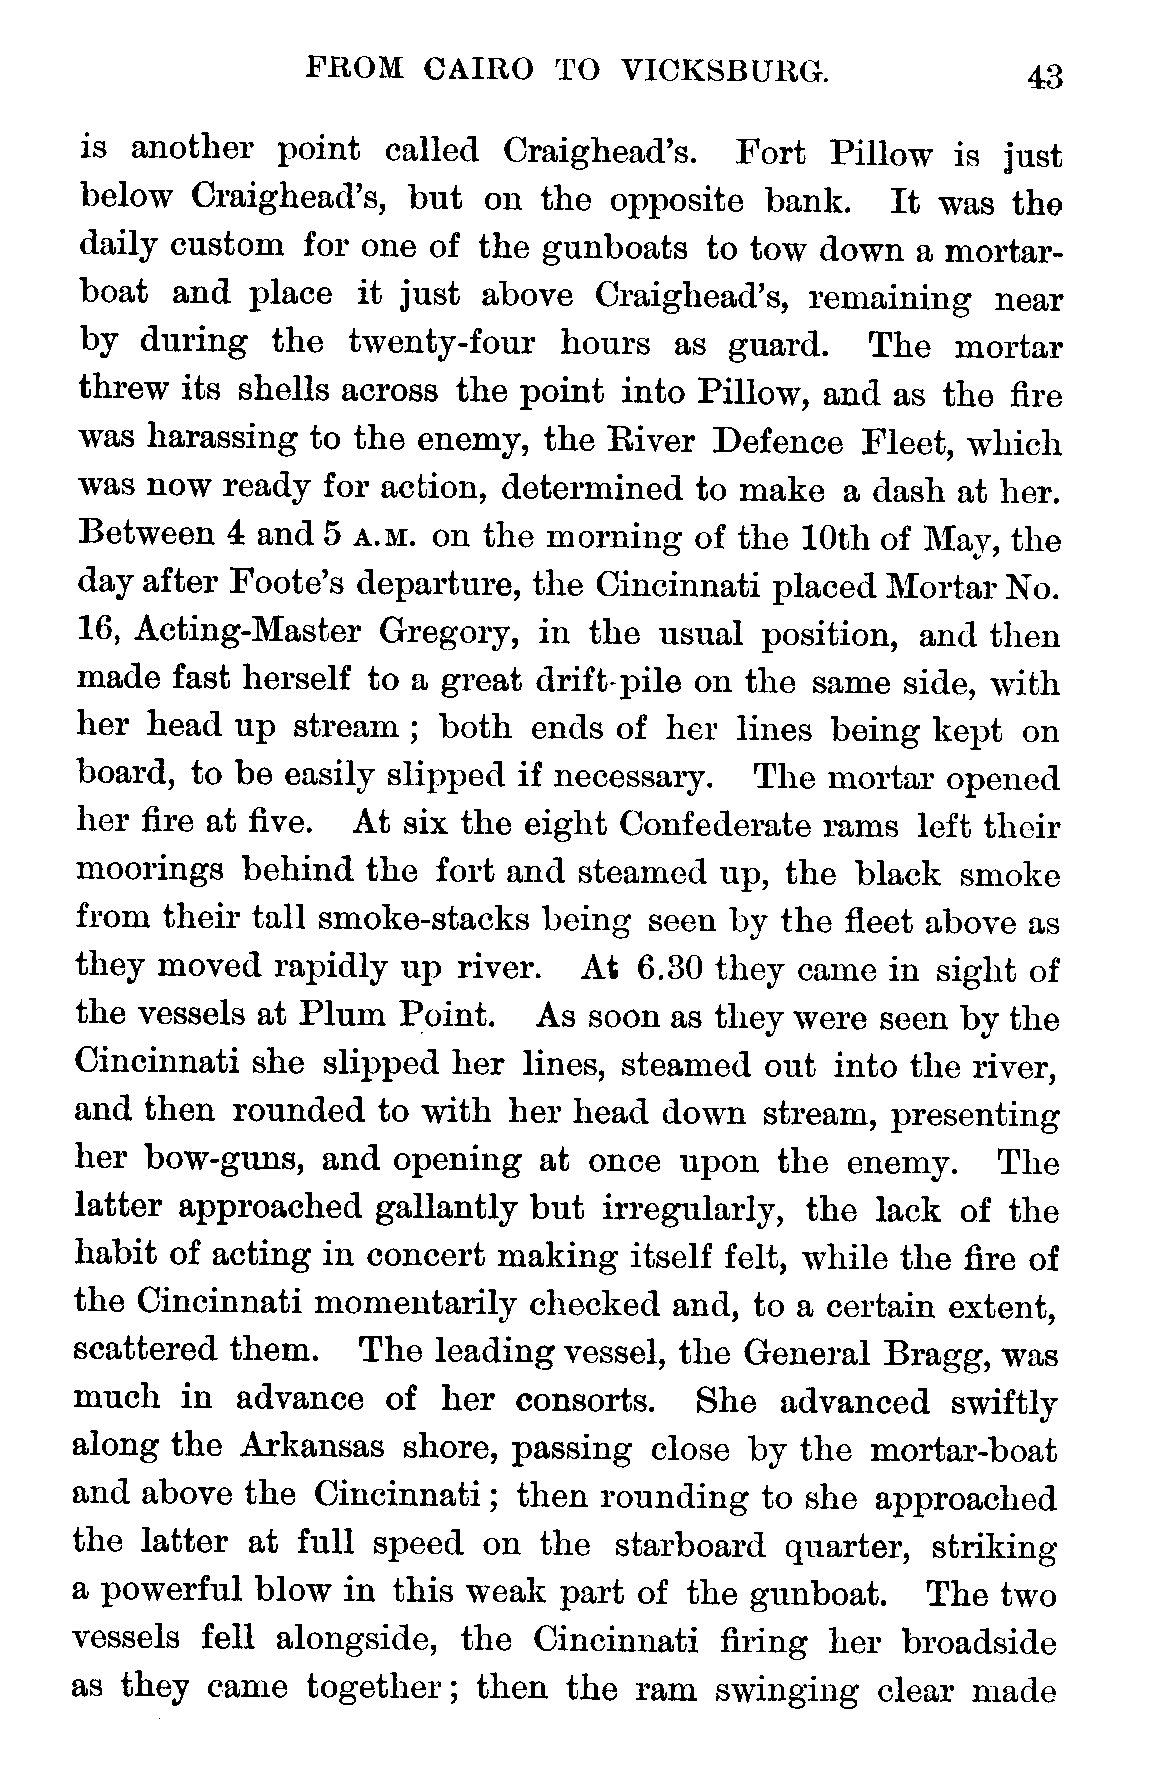 FROM CAIRO TO VICKSBURG. 43
is another point called Craighead's. Fort Pillow is just
below Craighead's, but on the opposite bank. It was the
daily custom for one of the gunboats to tow down a mortar-
boat and place it just above Craighead's, remaining near
by during the twenty-four hours as guard. The mortar
threw its shells across the point into Pillow, and as the fire
was harassing to the enemy, the River Defence Fleet, which
was now ready for action, determined to make a dash at her.
Between 4 and 5 A.M. on the morning of the 10th of May, the
day after Foote's departure, the Cincinnati placed Mortar No.
16, Acting-Master Gregory, in the usual position, and then
made fast herself to a great drift-pile on the same side, with
her head up stream ; both ends of her lines being kept on
board, to be easily slipped if necessary. The mortar opened
her fire at five. At six the eight Confederate rams left their
moorings behind the fort and steamed up, the black smoke
from their tall smoke-stacks being seen by the fleet above as
they moved rapidly up river. At 6.30 they came in sight of
the vessels at Plum Point. As soon as they were seen by the
Cincinnati she slipped her lines, steamed out into the river,
and then rounded to with her head down stream, presenting
her bow-guns, and opening at once upon the enemy. The
latter approached gallantly but irregularly, the lack of the
habit of acting in concert making itself felt, while the fire of
the Cincinnati momentarily checked and, to a certain extent,
scattered them. The leading vessel, the General Bragg, was
much in advance of her consorts. She advanced swiftly
along the Arkansas shore, passing close by the mortar-boat
and above the Cincinnati ; then rounding to she approached
the latter at full speed on the starboard quarter, striking
a powerful blow in this weak part of the gunboat. The two
vessels fell alongside, the Cincinnati firing her broadside
as they came together ; then the ram swinging clear made